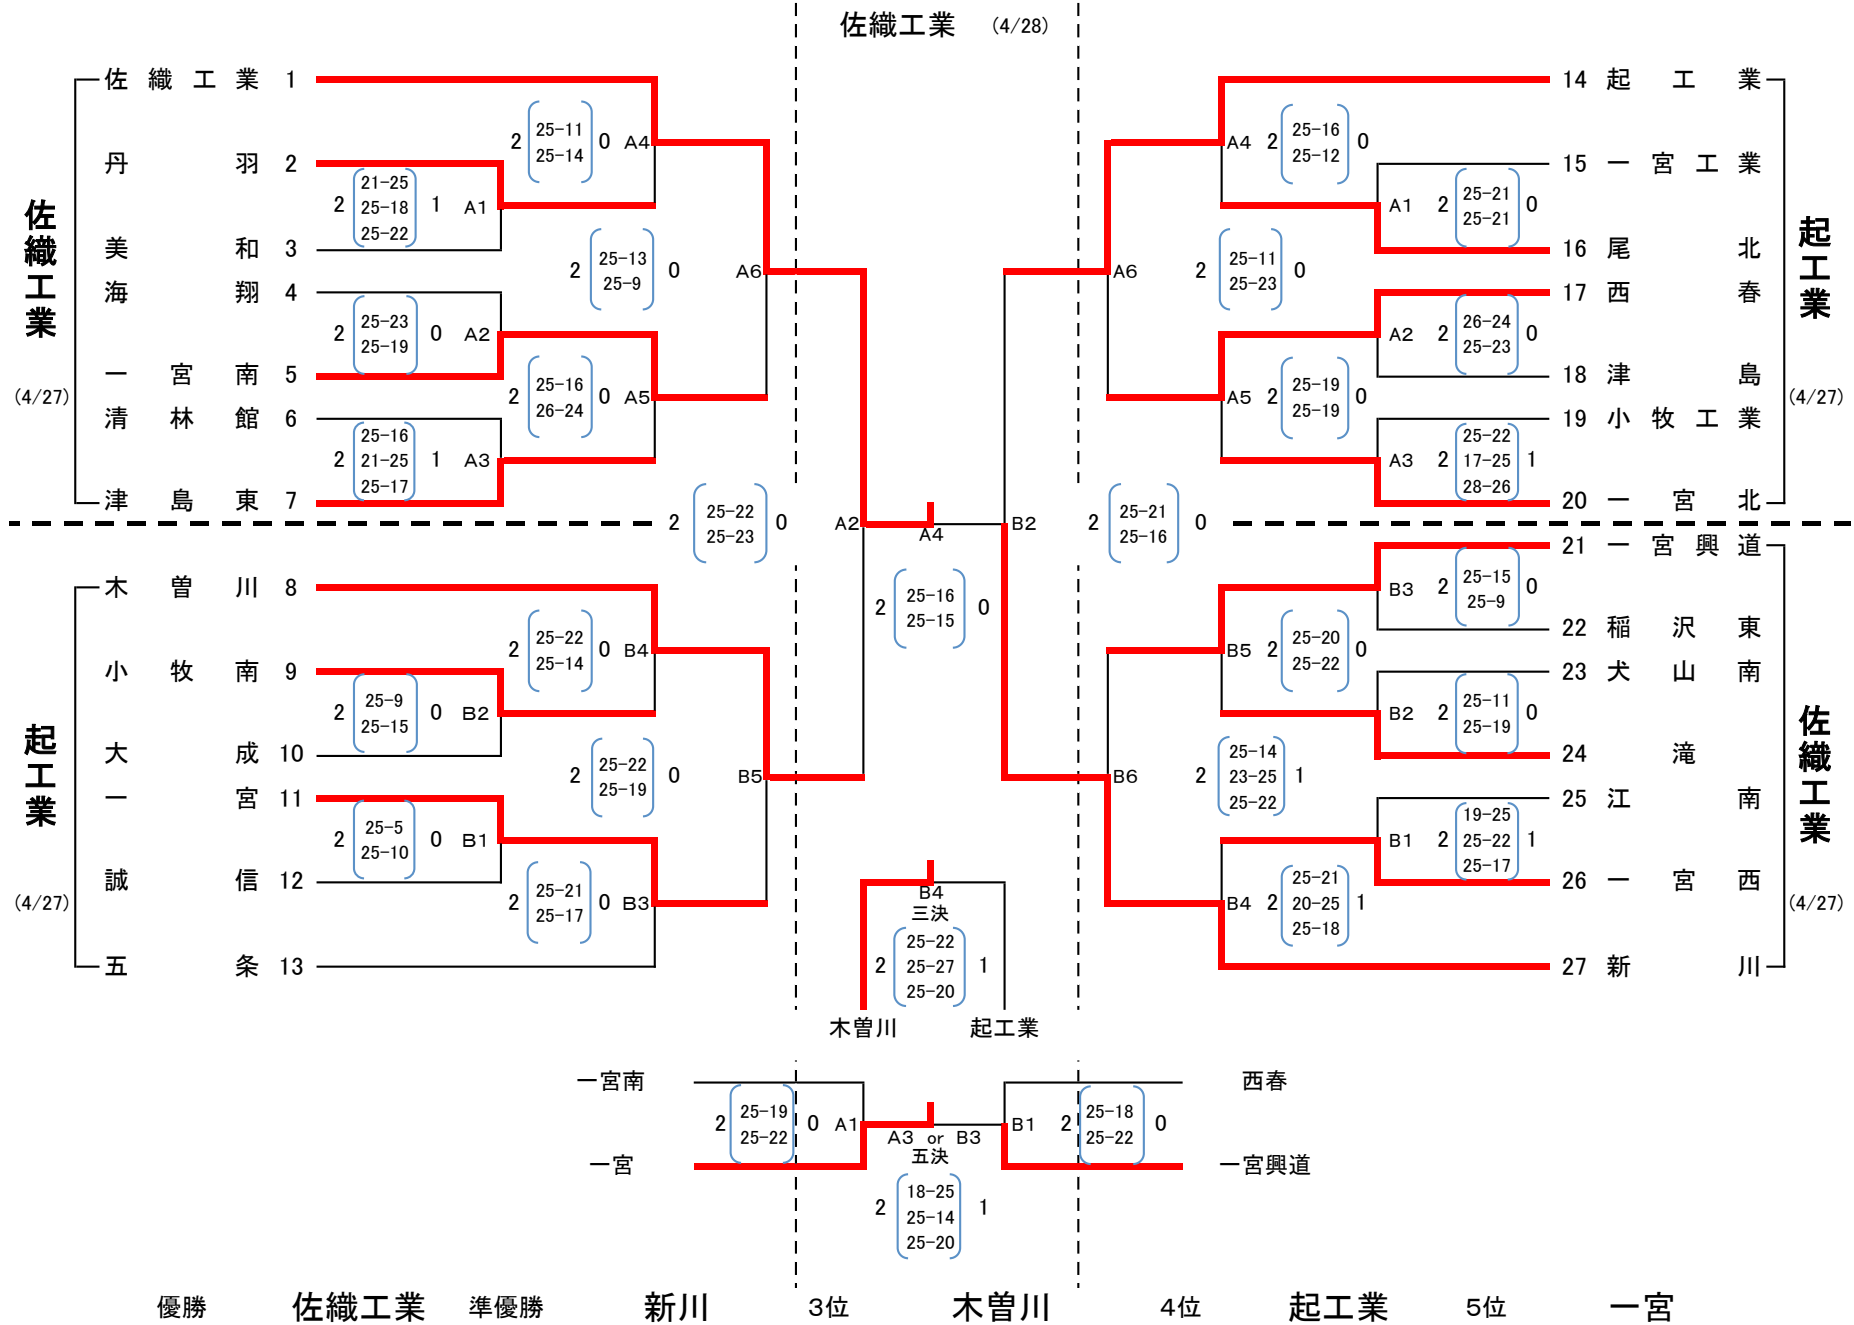 佐織工業 (4/28)
佐織工業 1
14 起工業
25-11
2 0 A4
25-14
25-16
A4 2 0
25-12
丹羽 2
15 一宮工業
21-25
2 25-18 1 A1
25-22
25-21
A1 2 0
25-21
佐織工業
(4/27)
起工業
(4/27)
美和 3
16 尾北
25-13
2 0 A6
25-9
25-11
A6 2 0
25-23
海翔 4
17 西春
25-23
2 0 A2
25-19
26-24
A2 2 0
25-23
一宮南 5
18 津島
25-16
2 0 A5
26-24
25-19
A5 2 0
25-19
清林館 6
19 小牧工業
25-16
2 21-25 1 A3
25-17
25-22
A3 2 17-25 1
28-26
津島東 7
20 一宮北
25-22
2 0 A2
25-23
A4
25-21
B2 2 0
25-16
21 一宮興道
木曽川 8
25-16
2 0
25-15
25-15
B3 2 0
25-9
22 稲沢東
25-22
2 0 B4
25-14
25-20
B5 2 0
25-22
小牧南 9
23 犬山南
25-9
2 0 B2
25-15
25-11
B2 2 0
25-19
起工業
(4/27)
佐織工業
(4/27)
大成 10
24 滝
25-22
2 0 B5
25-19
25-14
B6 2 23-25 1
25-22
一宮 11
25 江南
25-5
2 0 B1
25-10
19-25
B1 2 25-22 1
25-17
誠信 12
26 一宮西
25-21
2 0 B3
25-17
25-21
B4 2 20-25 1
25-18
B4
三決
25-22
2 25-27 1
25-20
五条 13
27 新川
木曽川 起工業
一宮南 西春
25-19
2 0 A1
25-22
25-18
B1 2 0
25-22
A3 or B3
五決
一宮 一宮興道
18-25
2 25-14 1
25-20
優勝 佐織工業 準優勝 新川 3位 木曽川 4位 起工業 5位 一宮